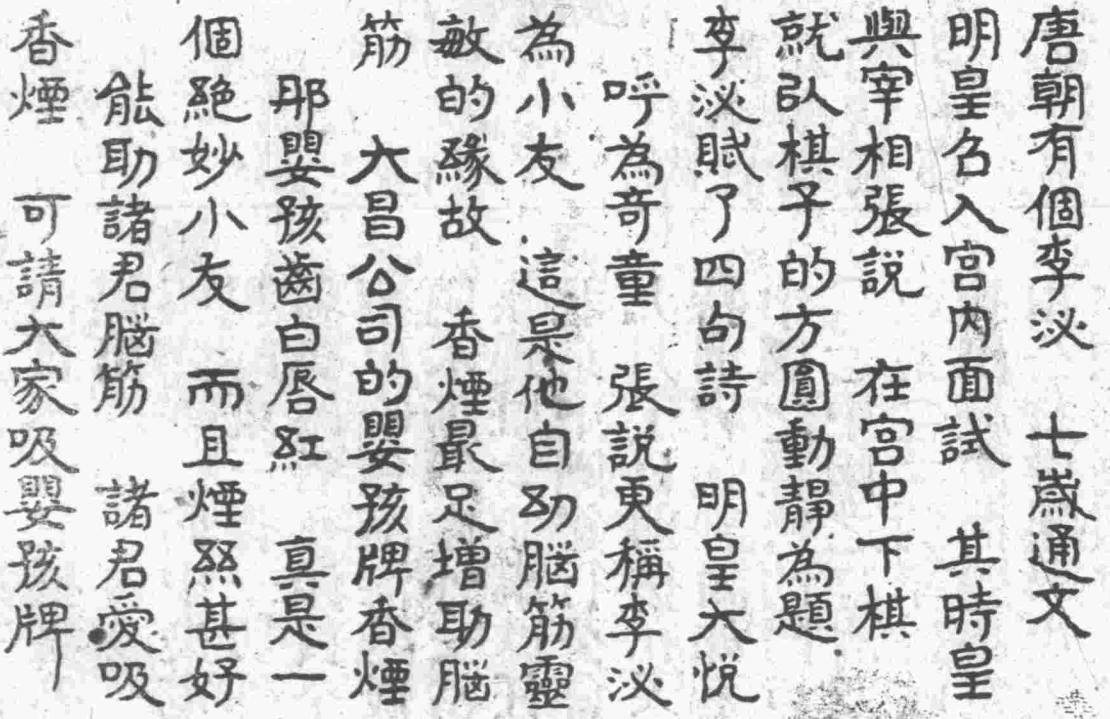 唐朝有個李泌 七歲通文
明皇召入宮內面試 其時皇
與宰相張說 在宮中下棋
就以棋子的方圓動靜為題
李泌賦了四句詩 明皇大悅
呼為奇童 張說更稱李泌
為小友 這是他自幼腦筋靈
敏的緣故 香煙最足增助腦
筋 大昌公司的嬰孩牌香煙
那嬰孩齒白唇紅 真是一
個絕妙小友 而且煙絲甚好
能助諸君腦筋 諸君愛吸
香煙 可請大家吸嬰孩牌